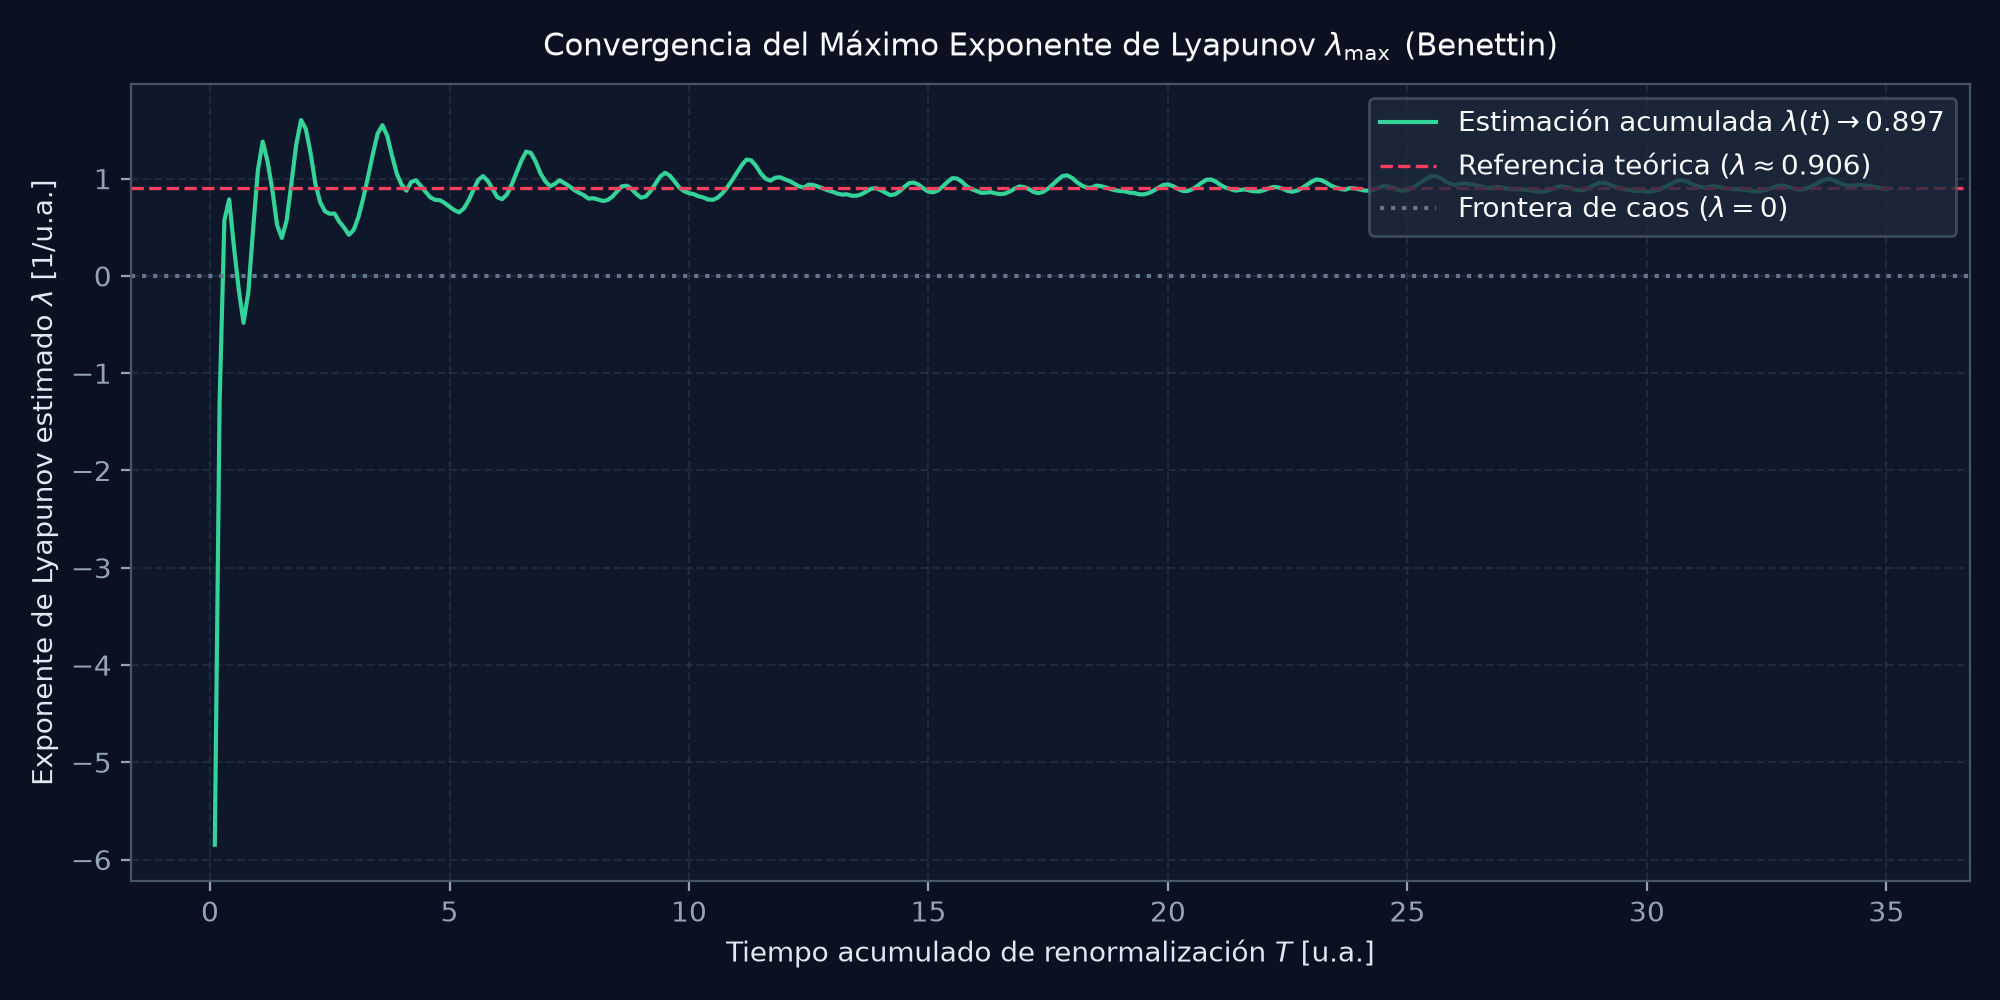 Convergencia del Máximo Exponente de Lyapunov λmax (Benettin)
Estimación acumulada λ(t) → 0.897
Referencia teórica (λ ≈ 0.906)
Frontera de caos (λ = 0)
Exponente de Lyapunov estimado λ [1/u.a.]
1
0
−1
−2
−3
−4
−5
−6
0 5 10 15 20 25 30 35
Tiempo acumulado de renormalización T [u.a.]